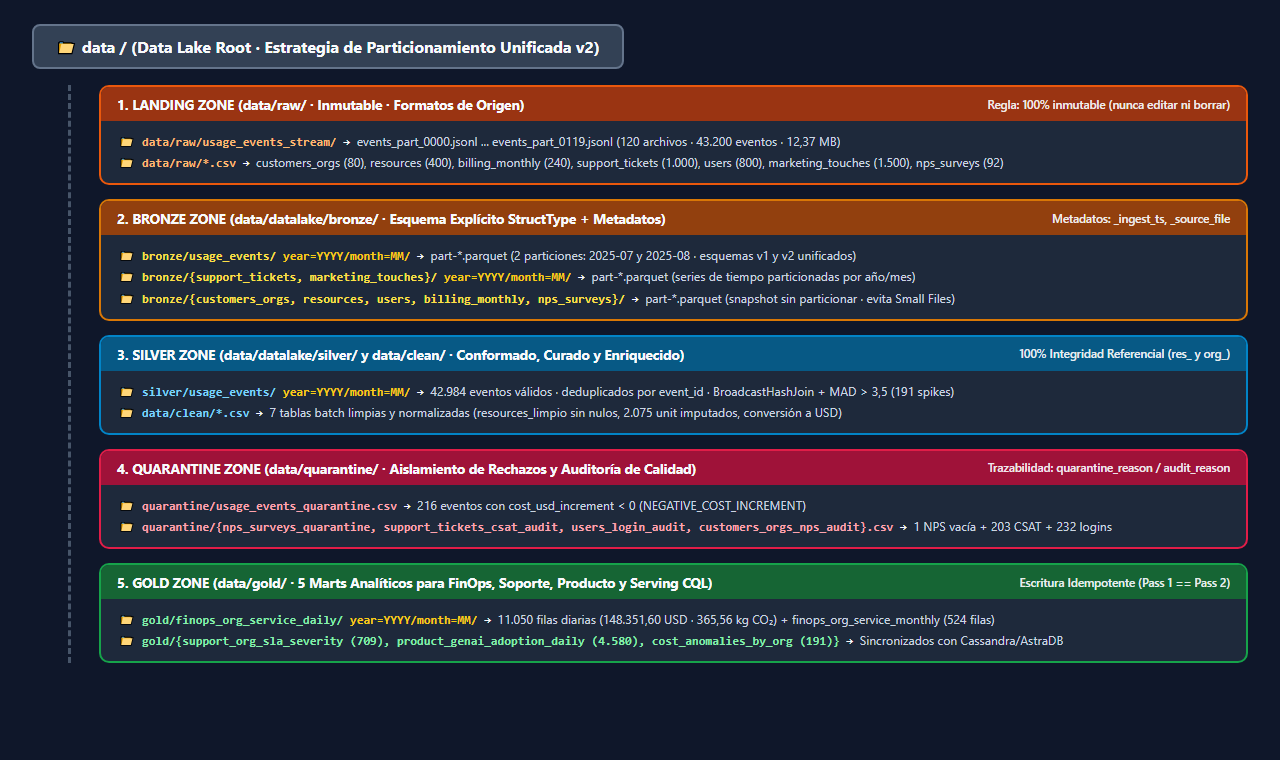 data / (Data Lake Root · Estrategia de Particionamiento Unificada v2)
1. LANDING ZONE (data/raw/ · Inmutable · Formatos de Origen)
Regla: 100% inmutable (nunca editar ni borrar)
data/raw/usage_events_stream/ → events_part_0000.jsonl ... events_part_0119.jsonl (120 archivos · 43.200 eventos · 12,37 MB)
data/raw/*.csv → customers_orgs (80), resources (400), billing_monthly (240), support_tickets (1.000), users (800), marketing_touches (1.500), nps_surveys (92)
2. BRONZE ZONE (data/datalake/bronze/ · Esquema Explícito StructType + Metadatos)
Metadatos: _ingest_ts, _source_file
bronze/usage_events/ year=YYYY/month=MM/ → part-*.parquet (2 particiones: 2025-07 y 2025-08 · esquemas v1 y v2 unificados)
bronze/{support_tickets, marketing_touches}/ year=YYYY/month=MM/ → part-*.parquet (series de tiempo particionadas por año/mes)
bronze/{customers_orgs, resources, users, billing_monthly, nps_surveys}/ → part-*.parquet (snapshot sin particionar · evita Small Files)
3. SILVER ZONE (data/datalake/silver/ y data/clean/ · Conformado, Curado y Enriquecido)
100% Integridad Referencial (res_ y org_)
silver/usage_events/ year=YYYY/month=MM/ → 42.984 eventos válidos · deduplicados por event_id · BroadcastHashJoin + MAD > 3,5 (191 spikes)
data/clean/*.csv → 7 tablas batch limpias y normalizadas (resources_limpio sin nulos, 2.075 unit imputados, conversión a USD)
4. QUARANTINE ZONE (data/quarantine/ · Aislamiento de Rechazos y Auditoría de Calidad)
Trazabilidad: quarantine_reason / audit_reason
quarantine/usage_events_quarantine.csv → 216 eventos con cost_usd_increment < 0 (NEGATIVE_COST_INCREMENT)
quarantine/{nps_surveys_quarantine, support_tickets_csat_audit, users_login_audit, customers_orgs_nps_audit}.csv → 1 NPS vacía + 203 CSAT + 232 logins
5. GOLD ZONE (data/gold/ · 5 Marts Analíticos para FinOps, Soporte, Producto y Serving CQL)
Escritura Idempotente (Pass 1 == Pass 2)
gold/finops_org_service_daily/ year=YYYY/month=MM/ → 11.050 filas diarias (148.351,60 USD · 365,56 kg CO₂) + finops_org_service_monthly (524 filas)
gold/{support_org_sla_severity (709), product_genai_adoption_daily (4.580), cost_anomalies_by_org (191)} → Sincronizados con Cassandra/AstraDB